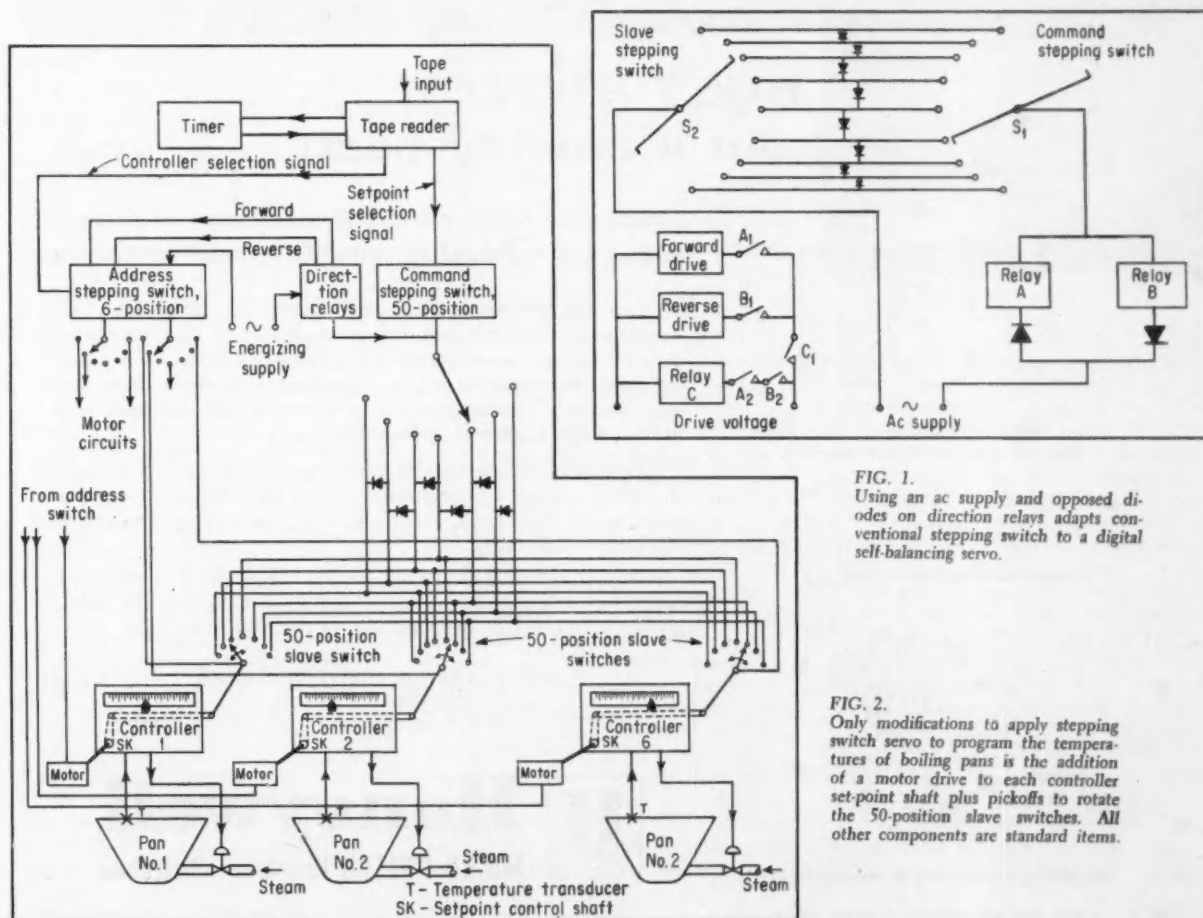 Tape
input
Timer
Tape reader
Controller selection signal
Setpoint
selection
signal
Forward
Reverse
Address
stepping switch,
6-position
Direc-
tion
relays
Command
stepping switch,
50-position
Energizing
supply
Motor
circuits
From address
switch
50-position
slave switch
50-position slave
switches
Controller
1
SK
Motor
Controller
2
SK
Motor
Controller
6
SK
Motor
T
Pan
No.1
Steam
Pan
No.2
Steam
Pan
No.2
Steam
T - Temperature transducer
SK - Setpoint control shaft
Slave
stepping
switch
Command
stepping switch
S2
S1
Forward
drive
A1
Reverse
drive
B1
C1
Relay
C
A2
B2
Drive voltage
Relay
A
Relay
B
Ac supply
FIG. 1.
Using an ac supply and opposed di-
odes on direction relays adapts con-
ventional stepping switch to a digital
self-balancing servo.
FIG. 2.
Only modifications to apply stepping
switch servo to program the tempera-
tures of boiling pans is the addition
of a motor drive to each controller
set-point shaft plus pickoffs to rotate
the 50-position slave switches. All
other components are standard items.